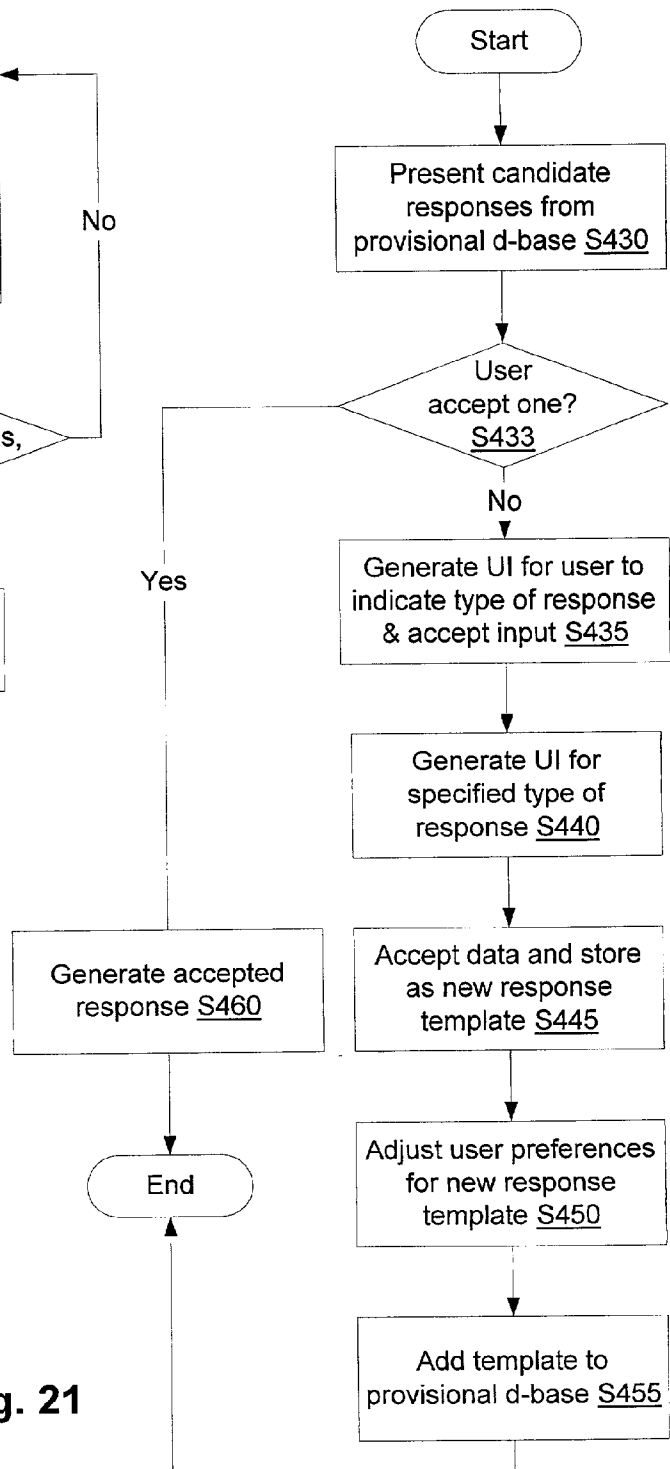 Start
Present candidate
responses from
provisional d-base S430
No
User
accept one?
S433
s,
No
Yes
Generate UI for user to
indicate type of response
& accept input S435
Generate UI for
specified type of
response S440
Generate accepted
response S460
Accept data and store
as new response
template S445
End
Adjust user preferences
for new response
template S450
Add template to
provisional d-base S455
g. 21